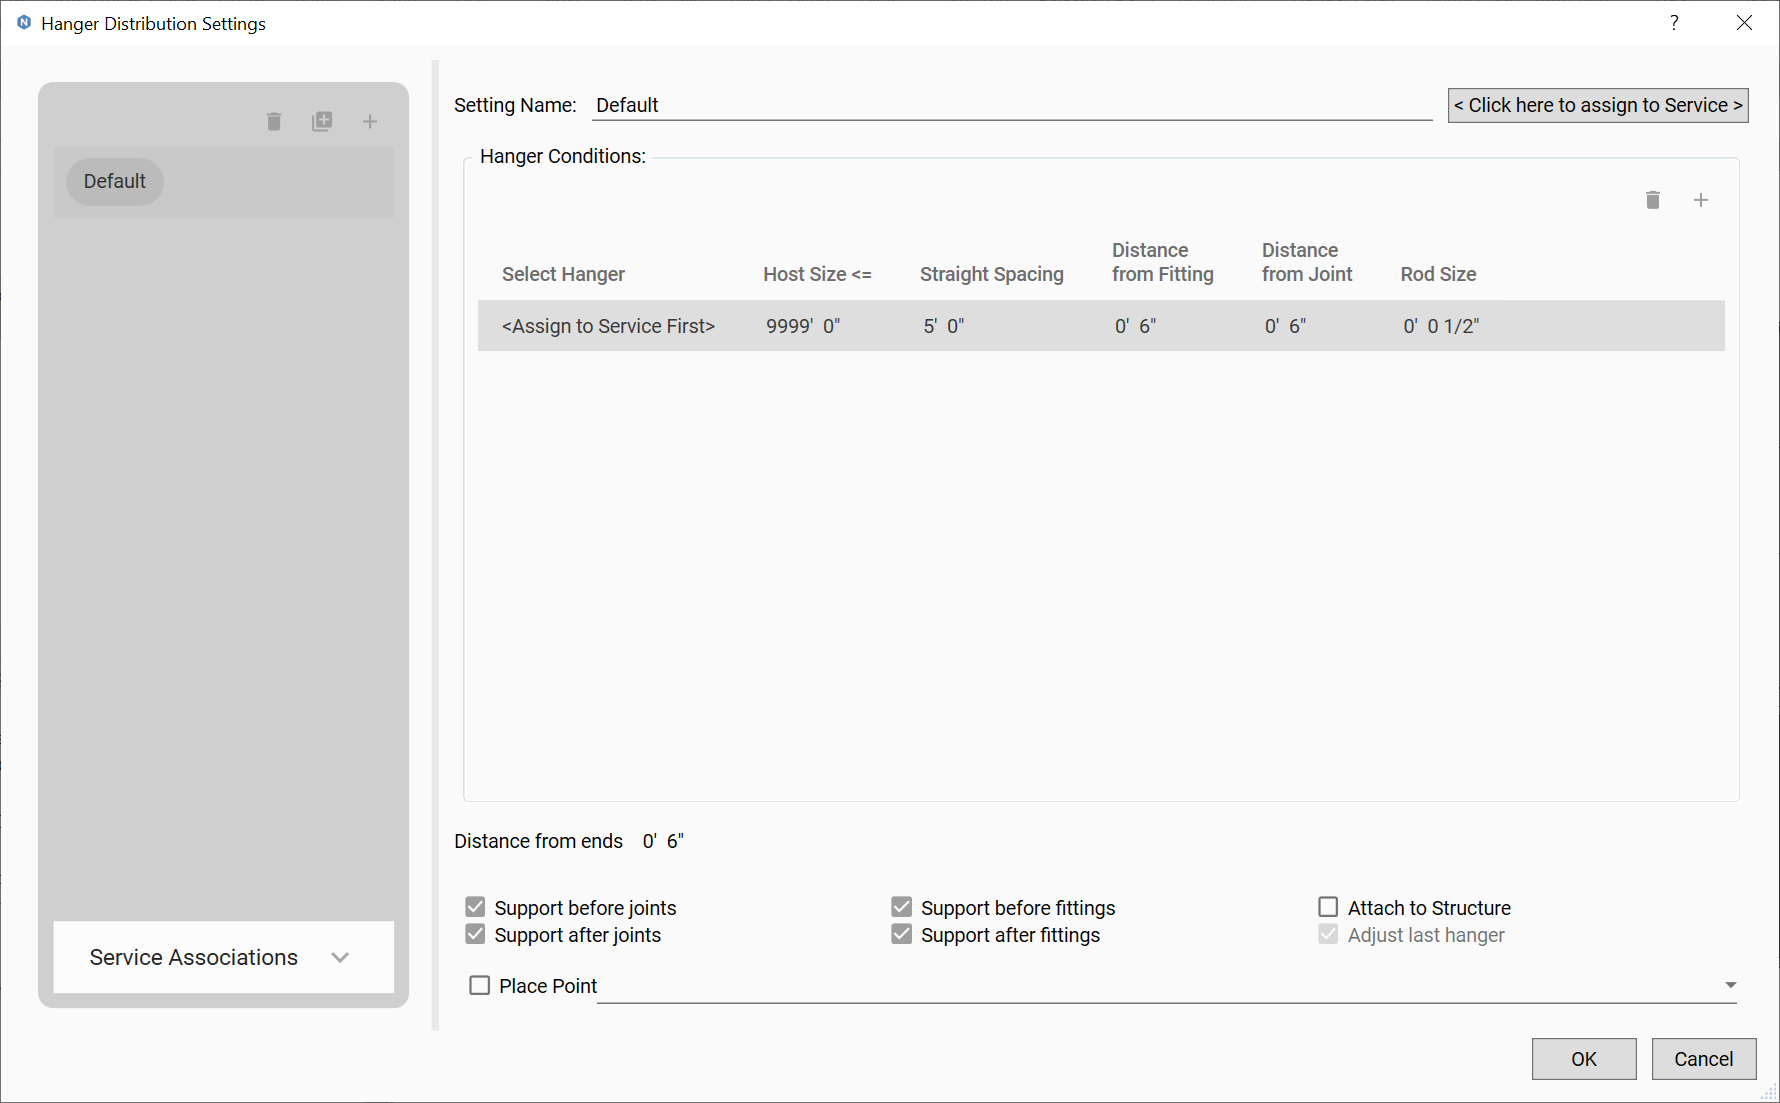 Hanger Distribution Settings
?
Default
Service Associations
Setting Name: Default
< Click here to assign to Service >
Hanger Conditions:
Select Hanger Host Size <= Straight Spacing Distance from Fitting Distance from Joint Rod Size
<Assign to Service First> 9999' 0" 5' 0" 0' 6" 0' 6" 0' 0 1/2"
Distance from ends 0' 6"
Support before joints Support before fittings Attach to Structure
Support after joints Support after fittings Adjust last hanger
Place Point
OK Cancel